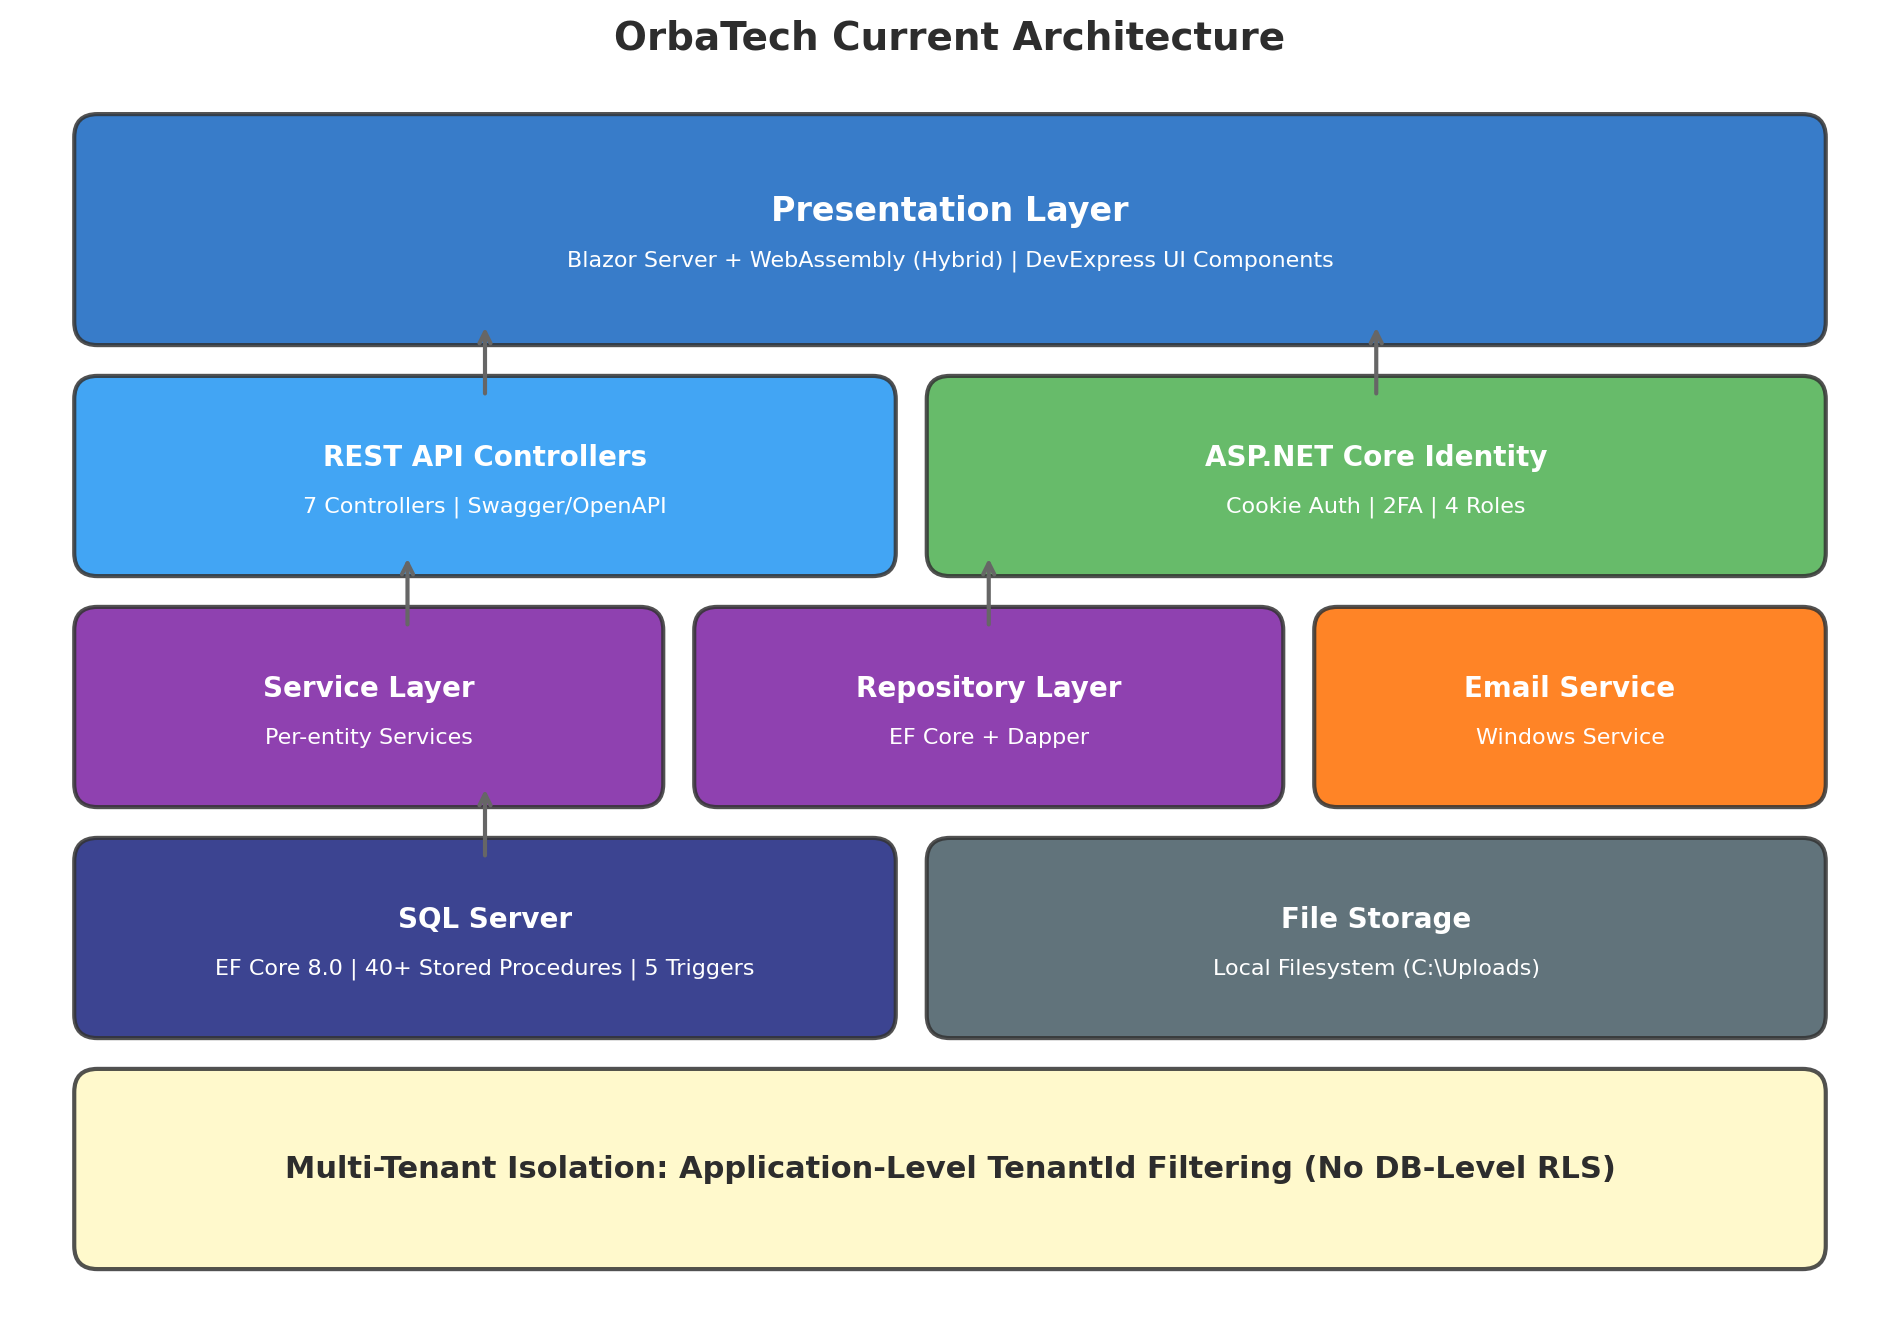 OrbaTech Current Architecture
Presentation Layer
Blazor Server + WebAssembly (Hybrid) | DevExpress UI Components
REST API Controllers
7 Controllers | Swagger/OpenAPI
ASP.NET Core Identity
Cookie Auth | 2FA | 4 Roles
Service Layer
Per-entity Services
Repository Layer
EF Core + Dapper
Email Service
Windows Service
SQL Server
EF Core 8.0 | 40+ Stored Procedures | 5 Triggers
File Storage
Local Filesystem (C:\Uploads)
Multi-Tenant Isolation: Application-Level TenantId Filtering (No DB-Level RLS)